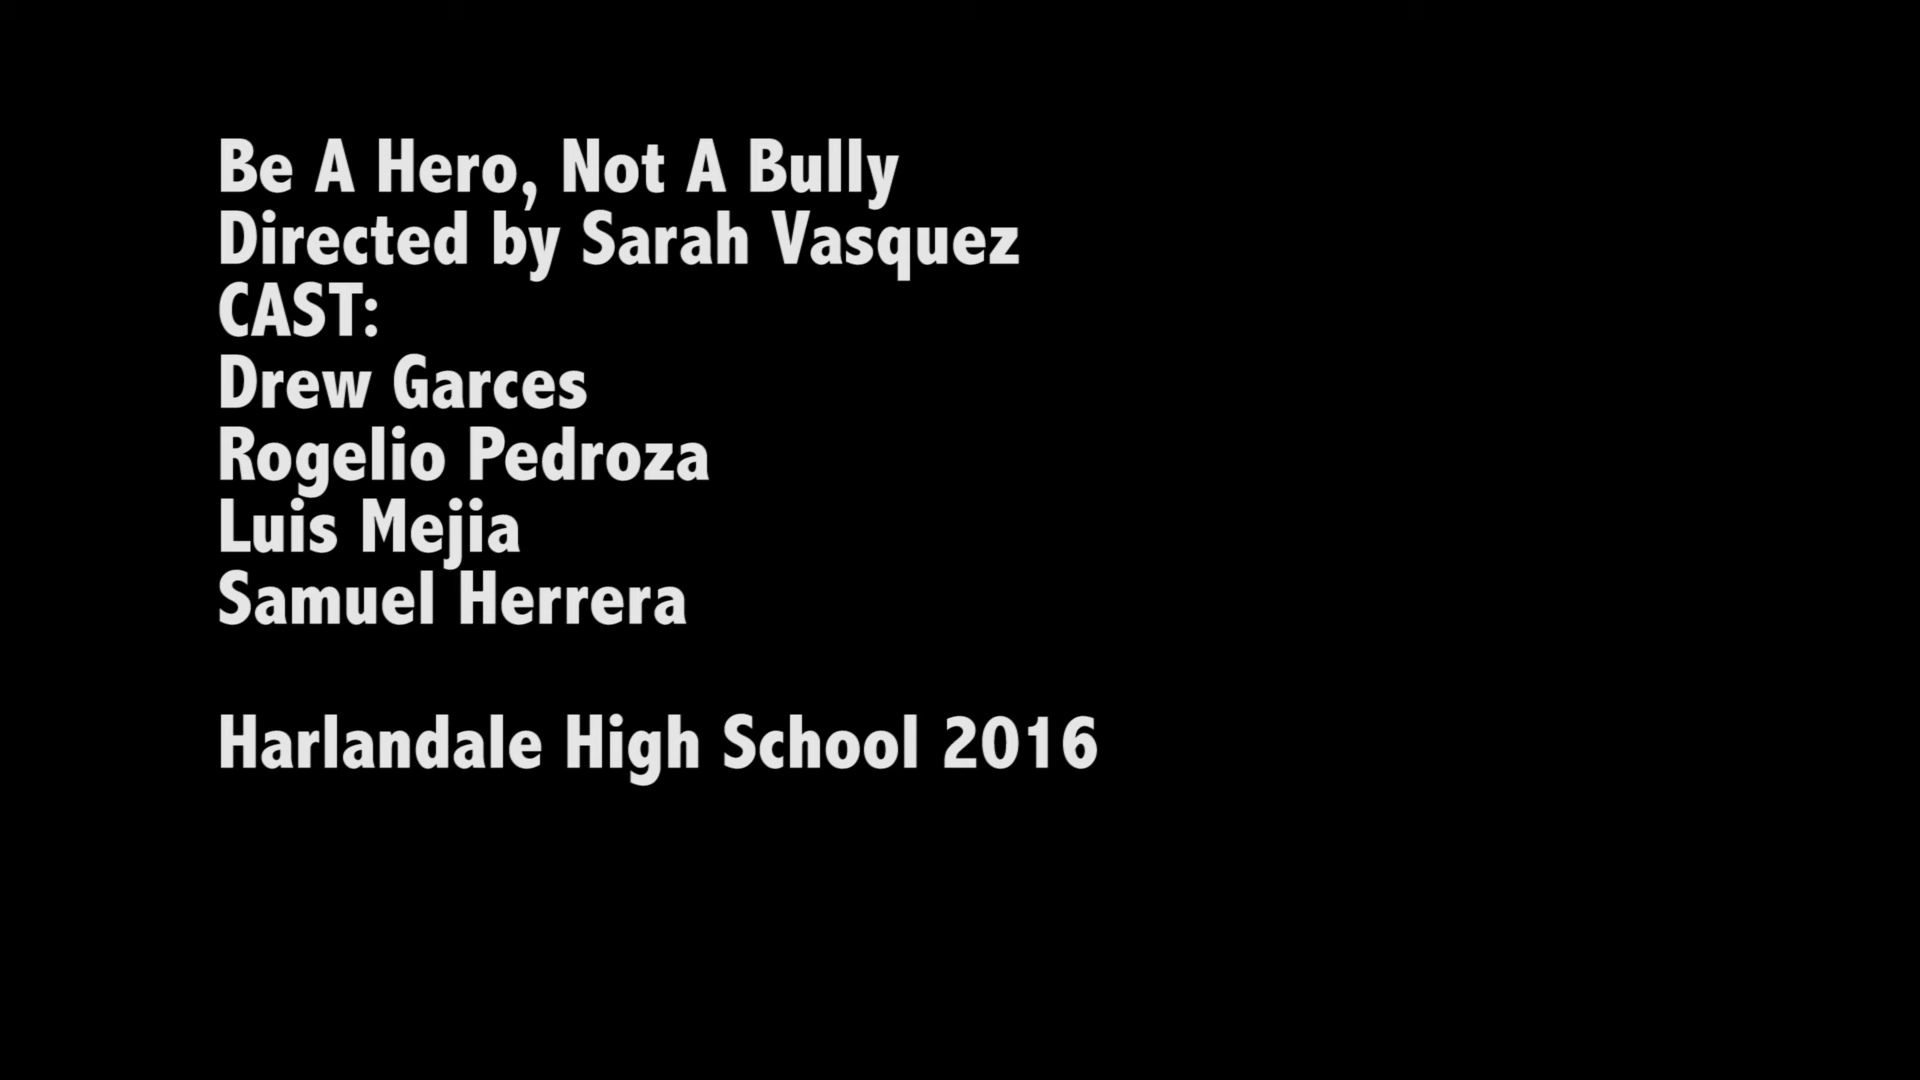 Be A Hero, Not A Bully
Directed by Sarah Vasquez
CAST:
Drew Garces
Rogelio Pedroza
Luis Mejia
Samuel Herrera
Harlandale High School 2016